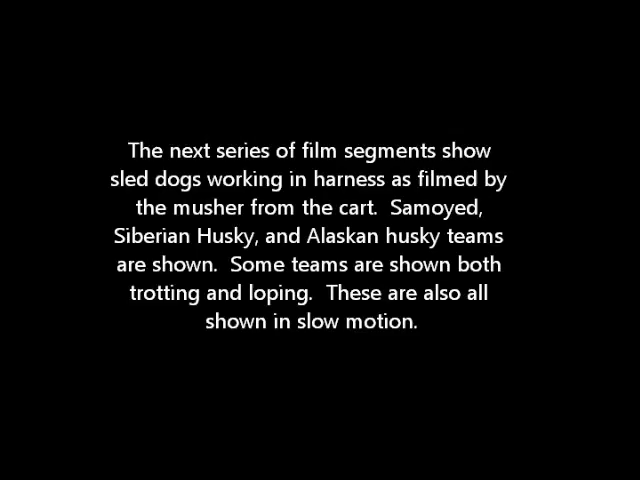 The next series of film segments show
sled dogs working in harness as filmed by
the musher from the cart.  Samoyed,
Siberian Husky, and Alaskan husky teams
are shown.  Some teams are shown both
trotting and loping.  These are also all
shown in slow motion.